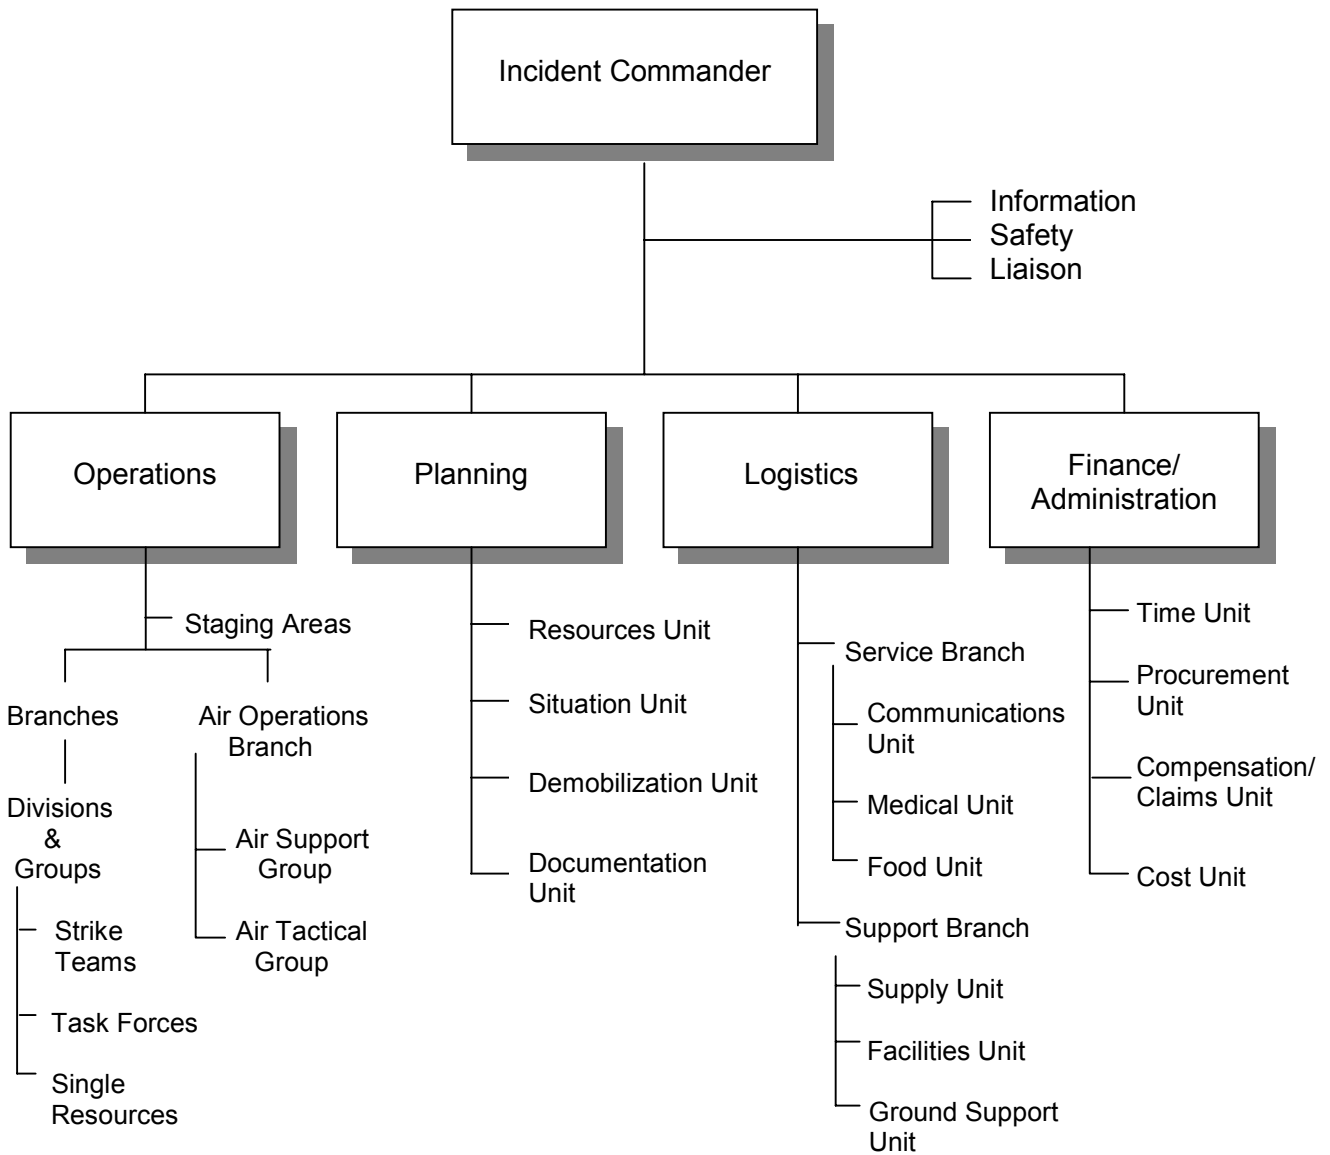 Incident Commander
Information
Safety
Liaison
Operations
Planning
Logistics
Finance/
Administration
Staging Areas
Branches
Air Operations
Branch
Divisions
&
Groups
Air Support
Group
Strike
Teams
Air Tactical
Group
Task Forces
Single
Resources
Resources Unit
Situation Unit
Demobilization Unit
Documentation
Unit
Service Branch
Communications
Unit
Medical Unit
Food Unit
Support Branch
Supply Unit
Facilities Unit
Ground Support
Unit
Time Unit
Procurement
Unit
Compensation/
Claims Unit
Cost Unit